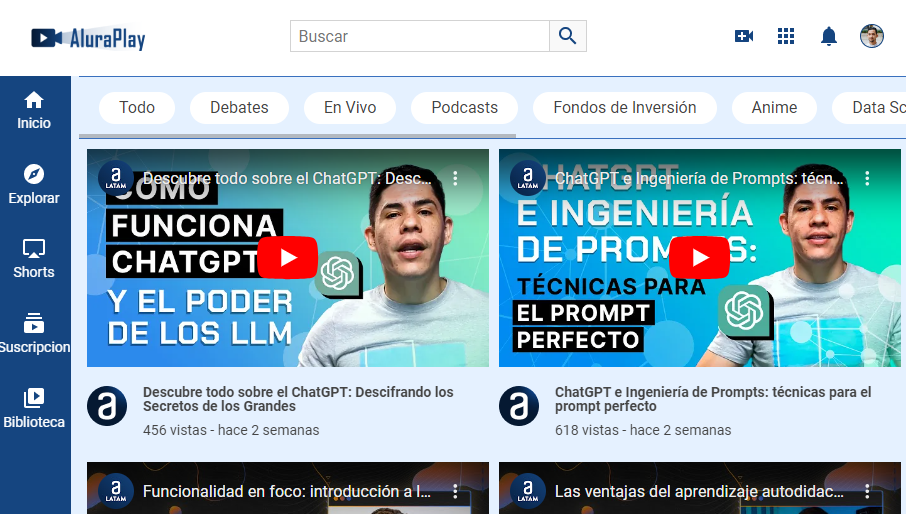 AluraPlay
Buscar
Todo
Debates
En Vivo
Podcasts
Fondos de Inversión
Anime
Data Sc
Inicio
Explorar
Shorts
Suscripcion
Biblioteca
a
LATAM
Descubre todo sobre el ChatGPT: Desc...
CÓMO
FUNCIONA
CHATGPT
Y EL PODER
DE LOS LLM
a
LATAM
ChatGPT e Ingeniería de Prompts: técn...
CHATGPT
E INGENIERÍA
DE PROMPTS:
TÉCNICAS PARA
EL PROMPT
PERFECTO
a
Descubre todo sobre el ChatGPT: Descifrando los
Secretos de los Grandes
456 vistas - hace 2 semanas
a
ChatGPT e Ingeniería de Prompts: técnicas para el
prompt perfecto
618 vistas - hace 2 semanas
a
LATAM
Funcionalidad en foco: introducción a l...
a
LATAM
Las ventajas del aprendizaje autodidac...